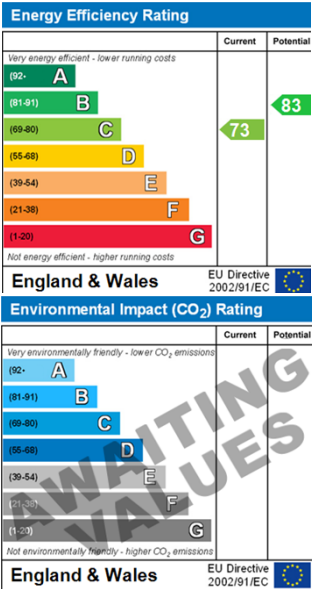 Energy Efficiency Rating
Current Potential
Very energy efficient - lower running costs
(92+ A
(81-91) B
(69-80) C
(55-68) D
(39-54) E
(21-38) F
(1-20) G
73
83
Not energy efficient - higher running costs
England & Wales
EU Directive
2002/91/EC
Environmental Impact (CO₂) Rating
Current Potential
Very environmentally friendly - lower CO₂ emissions
(92+ A
(81-91) B
(69-80) C
(55-68) D
(39-54) E
(21-38) F
(1-20) G
AWAITING
VALUES
Not environmentally friendly - higher CO₂ emissions
England & Wales
EU Directive
2002/91/EC